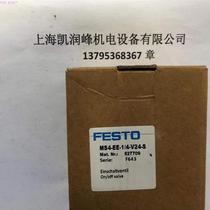 上海凯润峰机电设备有限公司
13795368367 章
FESTO
MS4-EE-1/4-V24-S
Mat. Nr.: 527709
Serie: F643
Einschaltventil
On/off valve